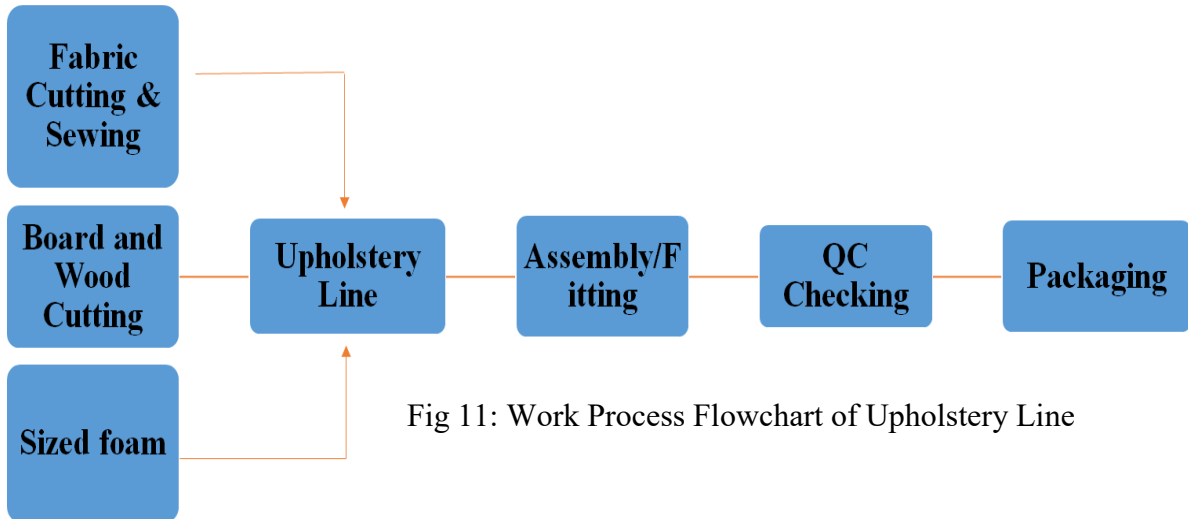 Fabric
Cutting &
Sewing
Board and
Wood
Cutting
Sized foam
Upholstery
Line
Assembly/F
itting
QC
Checking
Packaging
Fig 11: Work Process Flowchart of Upholstery Line